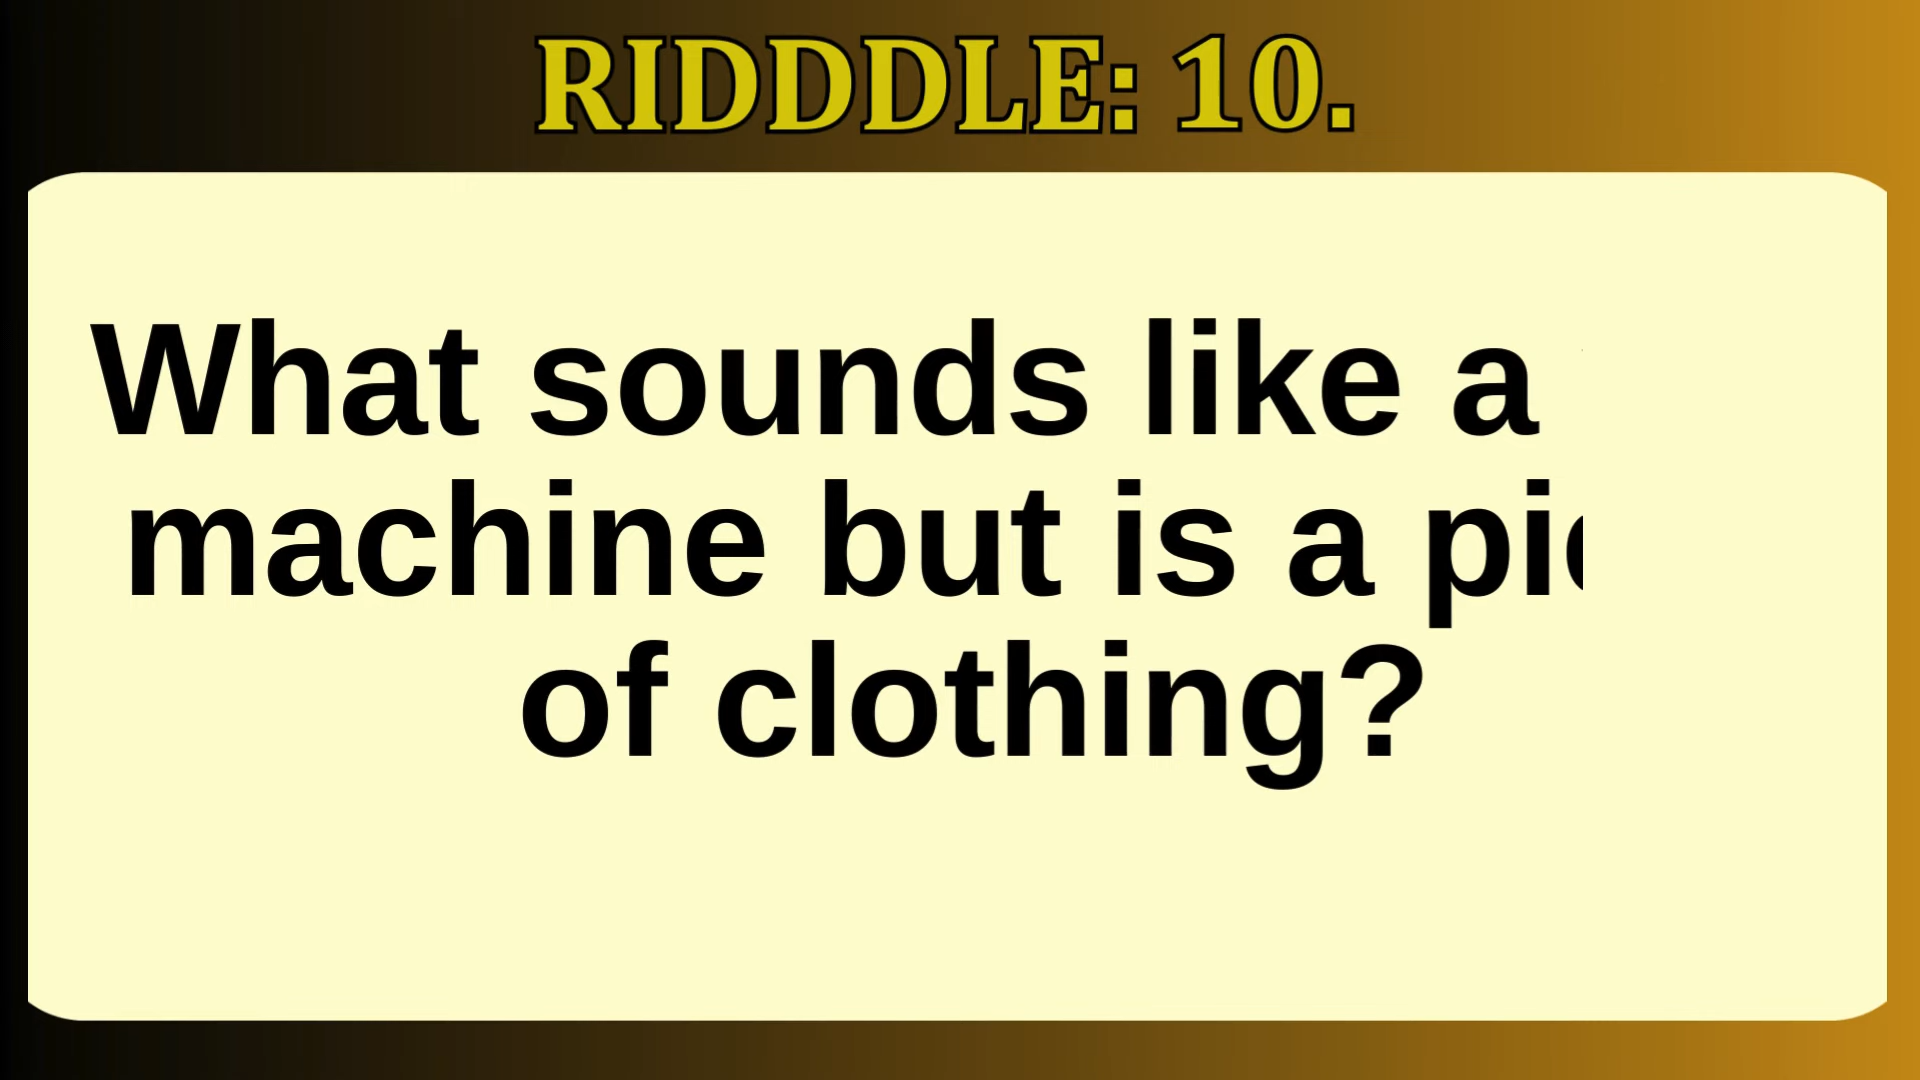 RIDDDLE: 10.
What sounds like a
machine but is a
of clothing?